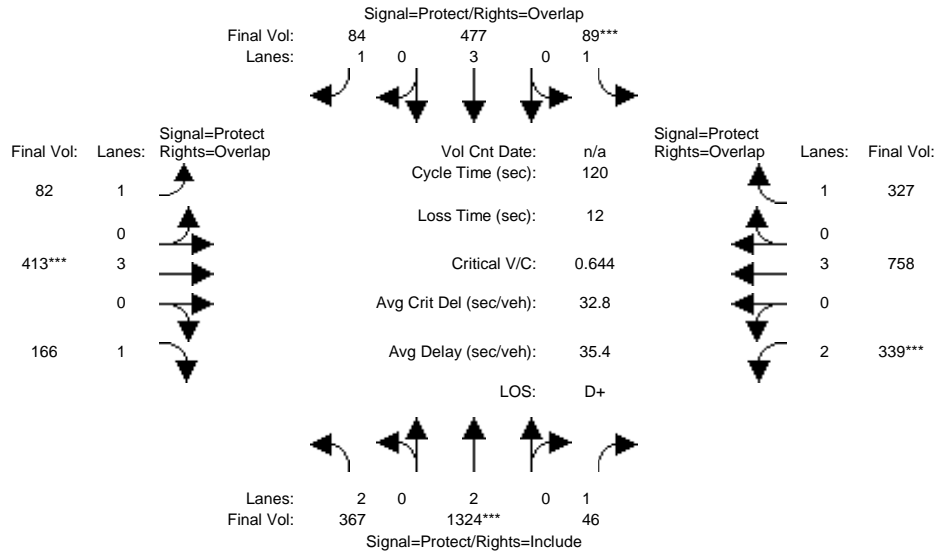 Signal=Protect/Rights=Overlap
Final Vol: 84 477 89***
Lanes: 1 0 3 0 1
Signal=Protect
Final Vol: Lanes: Rights=Overlap
Vol Cnt Date: n/a
Signal=Protect
Rights=Overlap Lanes: Final Vol:
Cycle Time (sec): 120
82 1
1 327
Loss Time (sec): 12
0
0
413*** 3
Critical V/C: 0.644
3 758
0
Avg Crit Del (sec/veh): 32.8
0
166 1
Avg Delay (sec/veh): 35.4
2 339***
LOS: D+
Lanes: 2 0 2 0 1
Final Vol: 367 1324*** 46
Signal=Protect/Rights=Include